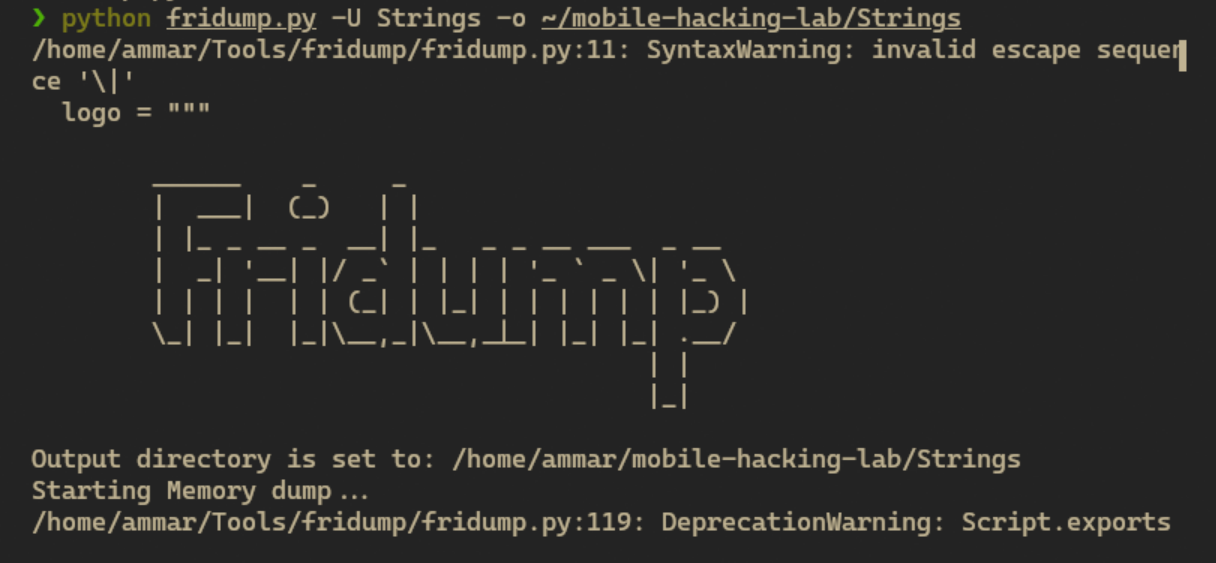 ❯ python fridump.py -U Strings -o ~/mobile-hacking-lab/Strings
/home/ammar/Tools/fridump/fridump.py:11: SyntaxWarning: invalid escape sequen
ce '\|'
  logo = """
        ______    _     _
        |  ___|  (_)   | |
        | |_ _ __ _  __| |_   _ _ __ ___  _ __
        |  _| '__| |/ _` | | | | '_ ` _ \| '_ \
        | | | |  | | (_| | |_| | | | | | | |_) |
        \_| |_|  |_|\__,_|\__,_|_| |_| |_| .__/
                                         | |
                                         |_|
Output directory is set to: /home/ammar/mobile-hacking-lab/Strings
Starting Memory dump...
/home/ammar/Tools/fridump/fridump.py:119: DeprecationWarning: Script.exports